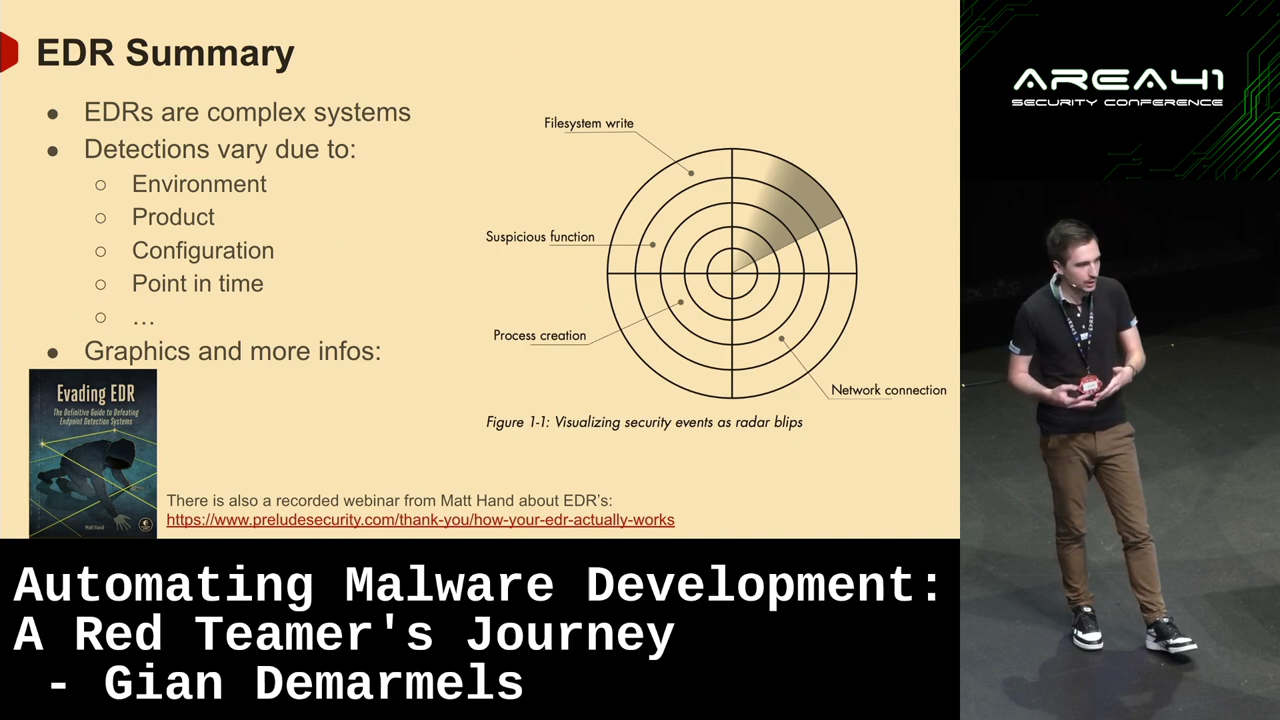 EDR Summary
● EDRs are complex systems
● Detections vary due to:
○ Environment
○ Product
○ Configuration
○ Point in time
○ …
● Graphics and more infos:
Filesystem write
Suspicious function
Process creation
Network connection
Figure 1-1: Visualizing security events as radar blips
Evading EDR
The Definitive Guide to Defeating
Endpoint Detection Systems
Matt Hand
There is also a recorded webinar from Matt Hand about EDR's:
https://www.preludesecurity.com/thank-you/how-your-edr-actually-works
AREA41
SECURITY CONFERENCE
Automating Malware Development:
A Red Teamer's Journey
- Gian Demarmels